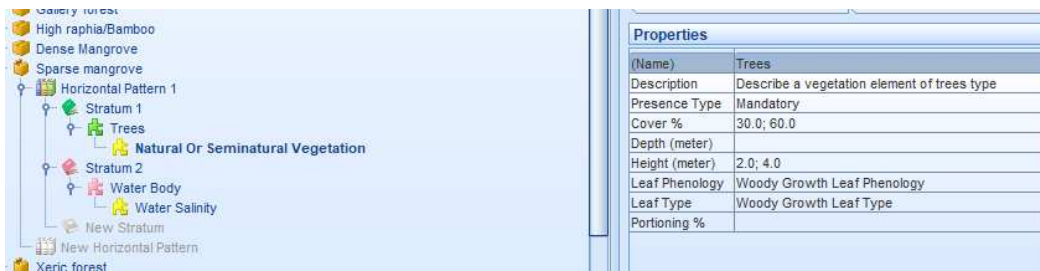 Gallery forest
High raphia/Bamboo
Dense Mangrove
Sparse mangrove
Horizontal Pattern 1
Stratum 1
Trees
Natural Or Seminatural Vegetation
Stratum 2
Water Body
Water Salinity
New Stratum
New Horizontal Pattern
Xeric forest
Properties
(Name) Trees
Description Describe a vegetation element of trees type
Presence Type Mandatory
Cover % 30.0; 60.0
Depth (meter)
Height (meter) 2.0; 4.0
Leaf Phenology Woody Growth Leaf Phenology
Leaf Type Woody Growth Leaf Type
Portioning %